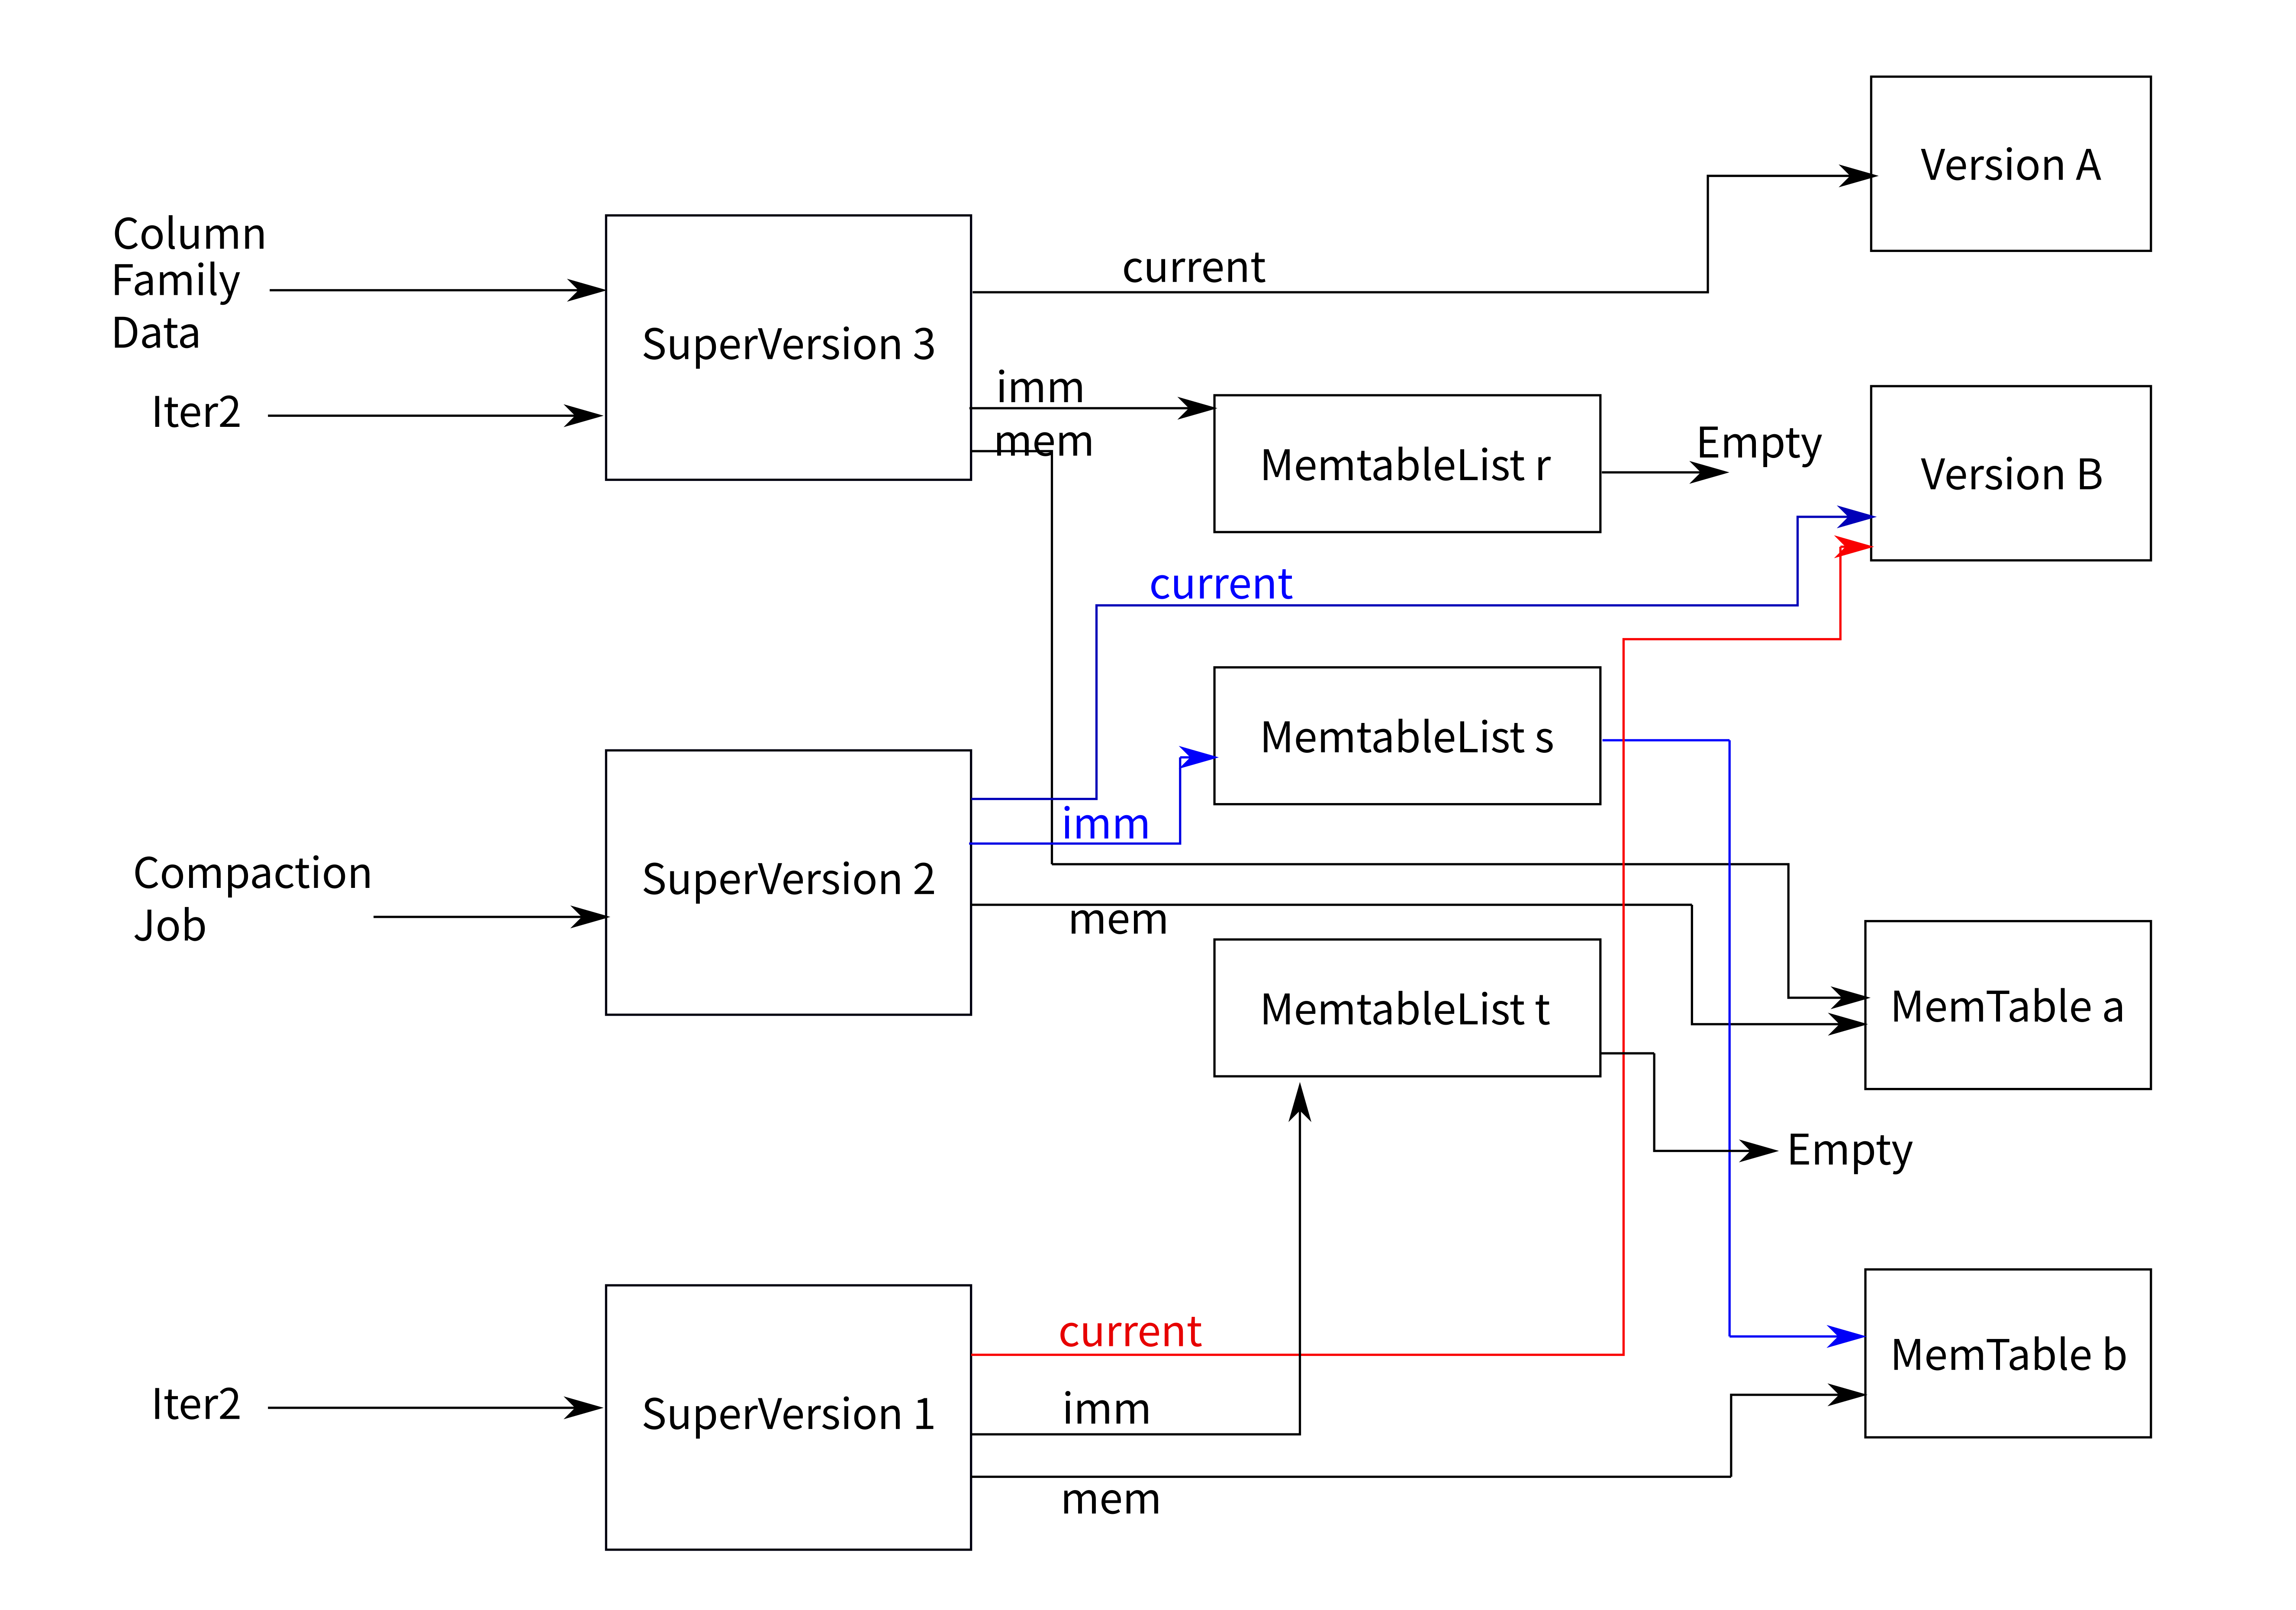 Version A
Column
Family
Data
current
SuperVersion 3
imm
Iter2
mem
MemtableList r
Empty
Version B
current
MemtableList s
imm
Compaction
Job
SuperVersion 2
mem
MemtableList t
MemTable a
Empty
current
MemTable b
Iter2
SuperVersion 1
imm
mem